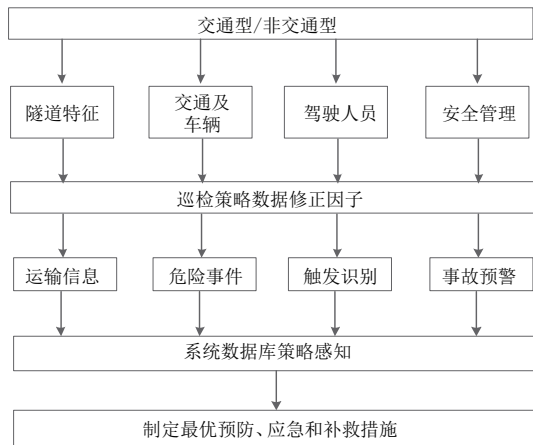 交通型/非交通型
隧道特征
交通及
车辆
驾驶人员
安全管理
巡检策略数据修正因子
运输信息
危险事件
触发识别
事故预警
系统数据库策略感知
制定最优预防、应急和补救措施